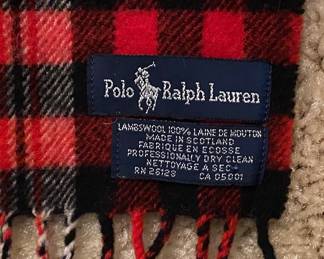 Polo Ralph Lauren
LAMBSWOOL 100% LAINE DE MOUTON
MADE IN SCOTLAND
FABRIQUE EN ECOSSE
PROFESSIONALLY DRY CLEAN
NETTOYAGE A SEC
RN 26128 CA 05001